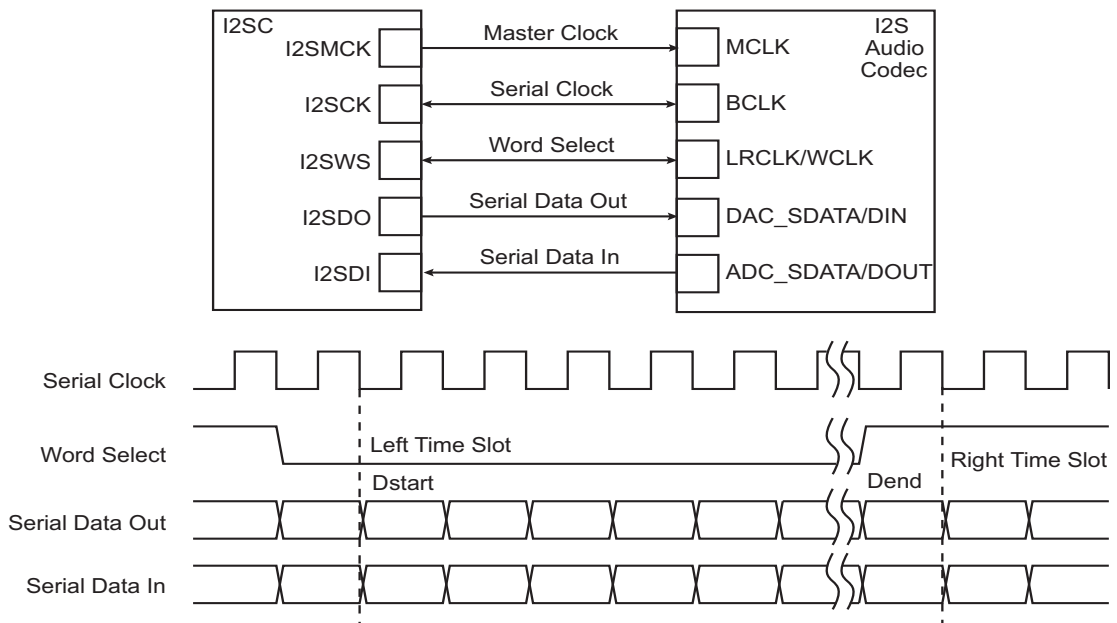 I2SC
I2SMCK
Master Clock
MCLK
I2S
Audio
Codec
I2SCK
Serial Clock
BCLK
I2SWS
Word Select
LRCLK/WCLK
I2SDO
Serial Data Out
DAC_SDATA/DIN
I2SDI
Serial Data In
ADC_SDATA/DOUT
Serial Clock
Word Select
Left Time Slot
Right Time Slot
Dstart
Dend
Serial Data Out
Serial Data In